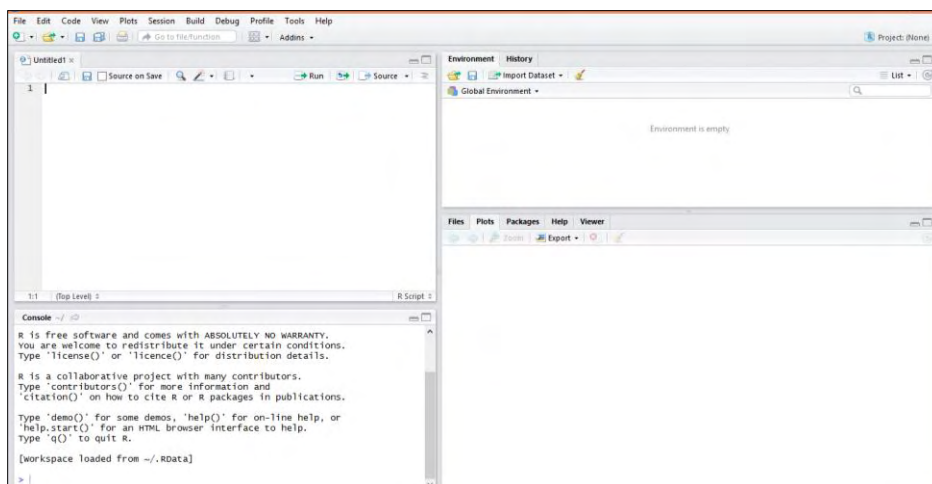 File Edit Code View Plots Session Build Debug Profile Tools Help
Go to file/function Addins Project: (None)
Untitled1
Source on Save Run Source
1
1:1 (Top Level) R Script
Console ~/
R is free software and comes with ABSOLUTELY NO WARRANTY.
You are welcome to redistribute it under certain conditions.
Type 'license()' or 'licence()' for distribution details.
R is a collaborative project with many contributors.
Type 'contributors()' for more information and
'citation()' on how to cite R or R packages in publications.
Type 'demo()' for some demos, 'help()' for on-line help, or
'help.start()' for an HTML browser interface to help.
Type 'q()' to quit R.
[workspace loaded from ~/.RData]
>
Environment History
Import Dataset List
Global Environment
Environment is empty
Files Plots Packages Help Viewer
Zoom Export